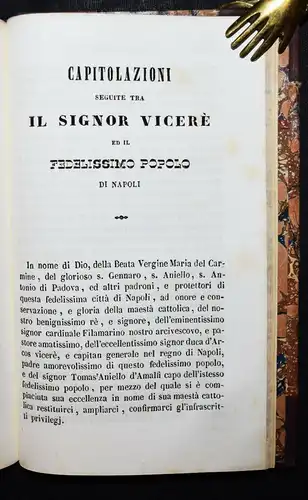 CAPITOLAZIONI
SEGUITE TRA
IL SIGNOR VICERÈ
ED IL
FEDELISSIMO POPOLO
DI NAPOLI
In nome di Dio, della Beata Vergine Maria del Car-
mine, del glorioso s. Gennaro, s. Aniello, s. An-
tonio di Padova, ed altri padroni, e protettori di
questa fedelissima città di Napoli, ad onore e con-
servazione, e gloria della maestà cattolica, del no-
stro benignissimo rè, e signore, dell'eminentissimo
signor cardinale Filamarino nostro arcivescovo, e pa-
store amatissimo, dell'eccellentissimo signor duca d'Ar-
cos vicerè, e capitan generale nel regno di Napoli,
padre amorevolissimo di questo fedelissimo popolo,
e del signor Tomas'Aniello d'Amalfi capo dell'istesso
fedelissimo popolo, per mezzo del quale si è com-
piaciuta sua eccellenza in nome di sua maestà catto-
lica restituirci, ampliarci, confirmarci gl'infrascrit-
ti privilegj.